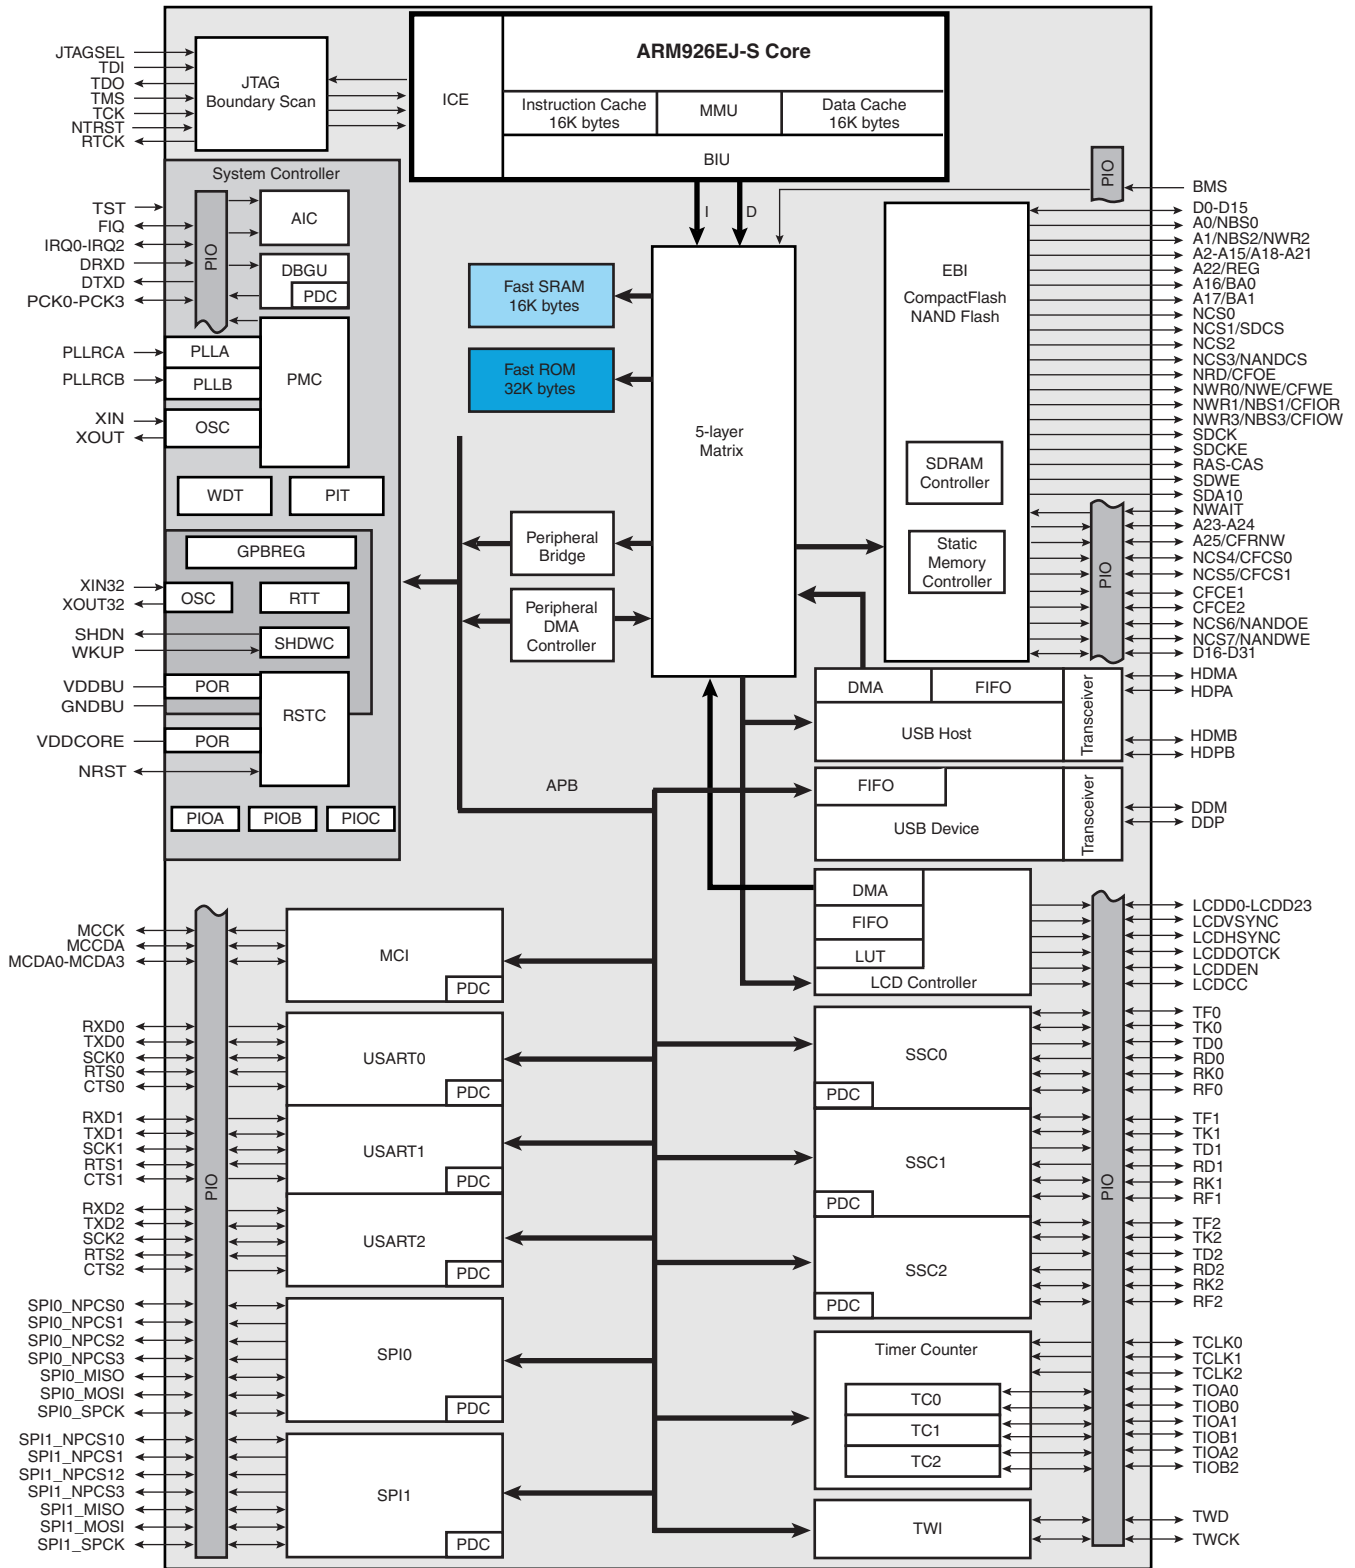 ARM926EJ-S Core
ICE
Instruction Cache
16K bytes
MMU
Data Cache
16K bytes
BIU
JTAGSEL
TDI
TDO
TMS
TCK
NTRST
RTCK
JTAG
Boundary Scan
System Controller
TST
FIQ
IRQ0-IRQ2
DRXD
DTXD
PCK0-PCK3
PIO
AIC
DBGU
PDC
PLLRCA
PLLRCB
XIN
XOUT
PLLA
PLLB
OSC
PMC
WDT
PIT
GPBREG
XIN32
XOUT32
OSC
RTT
SHDN
WKUP
SHDWC
VDDBU
GNDBU
POR
RSTC
VDDCORE
POR
NRST
PIOA
PIOB
PIOC
I
D
Fast SRAM
16K bytes
Fast ROM
32K bytes
5-layer
Matrix
Peripheral
Bridge
Peripheral
DMA
Controller
APB
PIO
BMS
EBI
CompactFlash
NAND Flash
SDRAM
Controller
Static
Memory
Controller
D0-D15
A0/NBS0
A1/NBS2/NWR2
A2-A15/A18-A21
A22/REG
A16/BA0
A17/BA1
NCS0
NCS1/SDCS
NCS2
NCS3/NANDCS
NRD/CFOE
NWR0/NWE/CFWE
NWR1/NBS1/CFIOR
NWR3/NBS3/CFIOW
SDCK
SDCKE
RAS-CAS
SDWE
SDA10
PIO
NWAIT
A23-A24
A25/CFRNW
NCS4/CFCS0
NCS5/CFCS1
CFCE1
CFCE2
NCS6/NANDOE
NCS7/NANDWE
D16-D31
DMA
FIFO
USB Host
Transceiver
HDMA
HDPA
HDMB
HDPB
FIFO
USB Device
Transceiver
DDM
DDP
DMA
FIFO
LUT
LCD Controller
LCDD0-LCDD23
LCDVSYNC
LCDHSYNC
LCDDOTCK
LCDDEN
LCDCC
MCCK
MCCDA
MCDA0-MCDA3
MCI
PDC
RXD0
TXD0
SCK0
RTS0
CTS0
USART0
PDC
RXD1
TXD1
SCK1
RTS1
CTS1
PIO
USART1
PDC
RXD2
TXD2
SCK2
RTS2
CTS2
USART2
PDC
SPI0_NPCS0
SPI0_NPCS1
SPI0_NPCS2
SPI0_NPCS3
SPI0_MISO
SPI0_MOSI
SPI0_SPCK
SPI0
PDC
SPI1_NPCS10
SPI1_NPCS1
SPI1_NPCS12
SPI1_NPCS3
SPI1_MISO
SPI1_MOSI
SPI1_SPCK
SPI1
PDC
SSC0
PDC
TF0
TK0
TD0
RD0
RK0
RF0
SSC1
PDC
PIO
TF1
TK1
TD1
RD1
RK1
RF1
SSC2
PDC
TF2
TK2
TD2
RD2
RK2
RF2
Timer Counter
TC0
TC1
TC2
TCLK0
TCLK1
TCLK2
TIOA0
TIOB0
TIOA1
TIOB1
TIOA2
TIOB2
TWI
TWD
TWCK